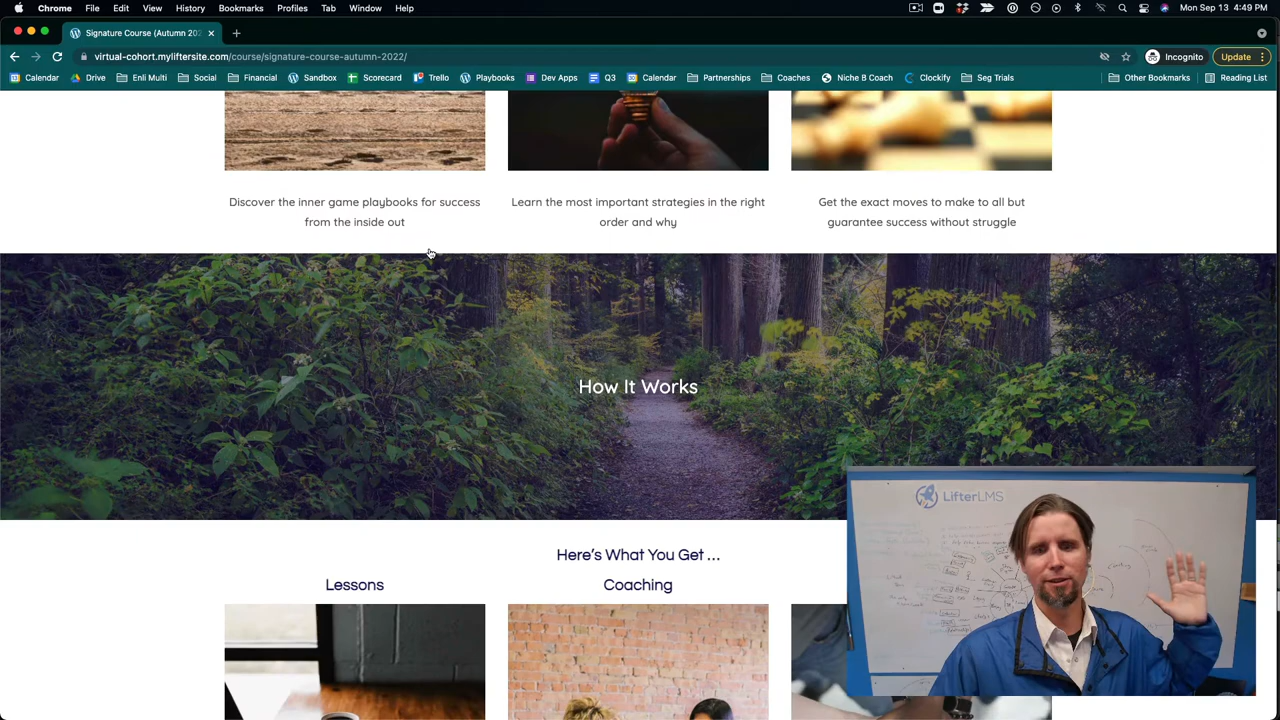 Chrome File Edit View History Bookmarks Profiles Tab Window Help Mon Sep 13 4:49 PM
Signature Course (Autumn 202
virtual-cohort.myliftersite.com/course/signature-course-autumn-2022/ Incognito Update
Calendar Drive Enli Multi Social Financial Sandbox Scorecard Trello Playbooks Dev Apps Q3 Calendar Partnerships Coaches Niche B Coach Clockify Seg Trials Other Bookmarks Reading List
Discover the inner game playbooks for success
from the inside out
Learn the most important strategies in the right
order and why
Get the exact moves to make to all but
guarantee success without struggle
How It Works
Here's What You Get ...
Lessons
Coaching
LifterLMS